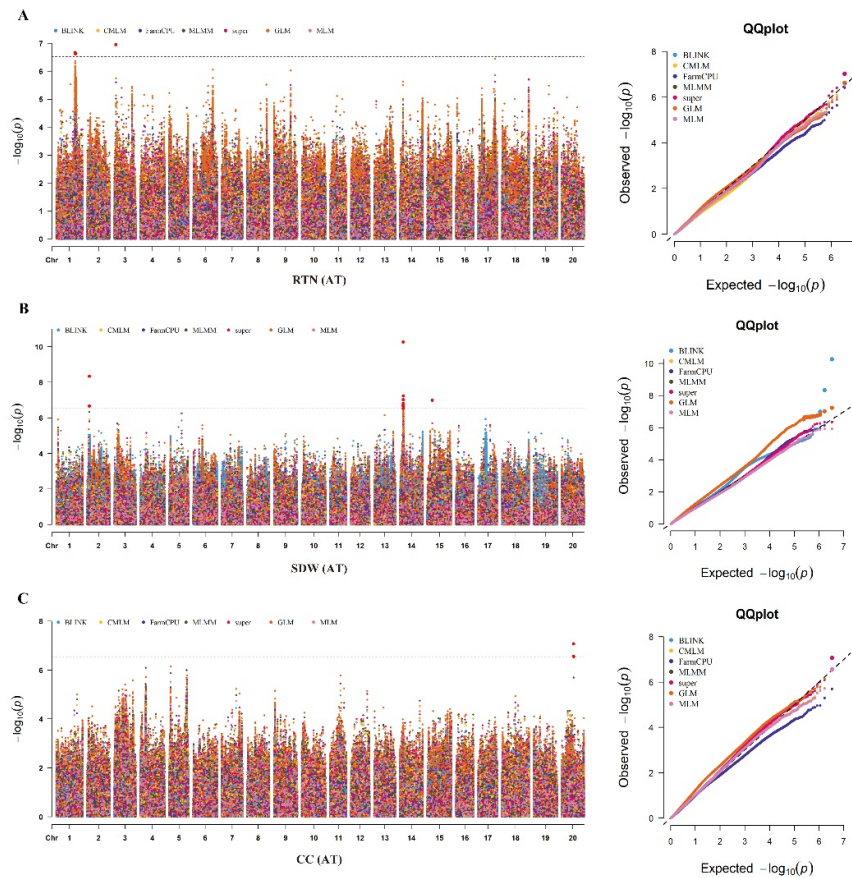 A
BLINK CMLM FarmCPU MLMM super GLM MLM
7
6
5
4
3
2
1
0
−log10(p)
Chr 1 2 3 4 5 6 7 8 9 10 11 12 13 14 15 16 17 18 19 20
RTN (AT)
QQplot
BLINK
CMLM
FarmCPU
MLMM
super
GLM
MLM
8
6
4
2
0
Observed −log10(p)
0 1 2 3 4 5 6
Expected −log10(p)
B
BLINK CMLM FarmCPU MLMM super GLM MLM
10
8
6
4
2
0
−log10(p)
Chr 1 2 3 4 5 6 7 8 9 10 11 12 13 14 15 16 17 18 19 20
SDW (AT)
QQplot
BLINK
CMLM
FarmCPU
MLMM
super
GLM
MLM
10
8
6
4
2
0
Observed −log10(p)
0 1 2 3 4 5 6 7
Expected −log10(p)
C
BLINK CMLM FarmCPU MLMM super GLM MLM
8
6
4
2
0
−log10(p)
Chr 1 2 3 4 5 6 7 8 9 10 11 12 13 14 15 16 17 18 19 20
CC (AT)
QQplot
BLINK
CMLM
FarmCPU
MLMM
super
GLM
MLM
8
6
4
2
0
Observed −log10(p)
0 1 2 3 4 5 6 7
Expected −log10(p)